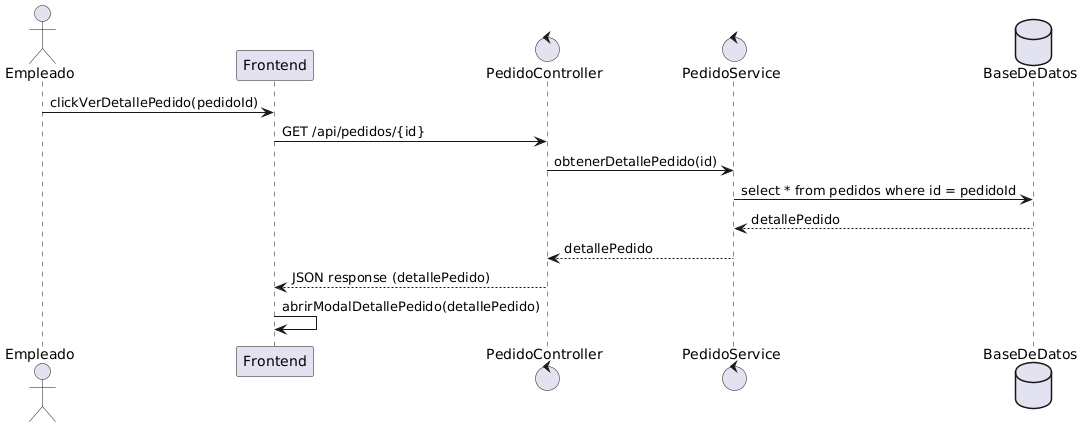 Empleado
Frontend
PedidoController
PedidoService
BaseDeDatos
clickVerDetallePedido(pedidoId)
GET /api/pedidos/{id}
obtenerDetallePedido(id)
select * from pedidos where id = pedidoId
detallePedido
detallePedido
JSON response (detallePedido)
abrirModalDetallePedido(detallePedido)
Empleado
Frontend
PedidoController
PedidoService
BaseDeDatos